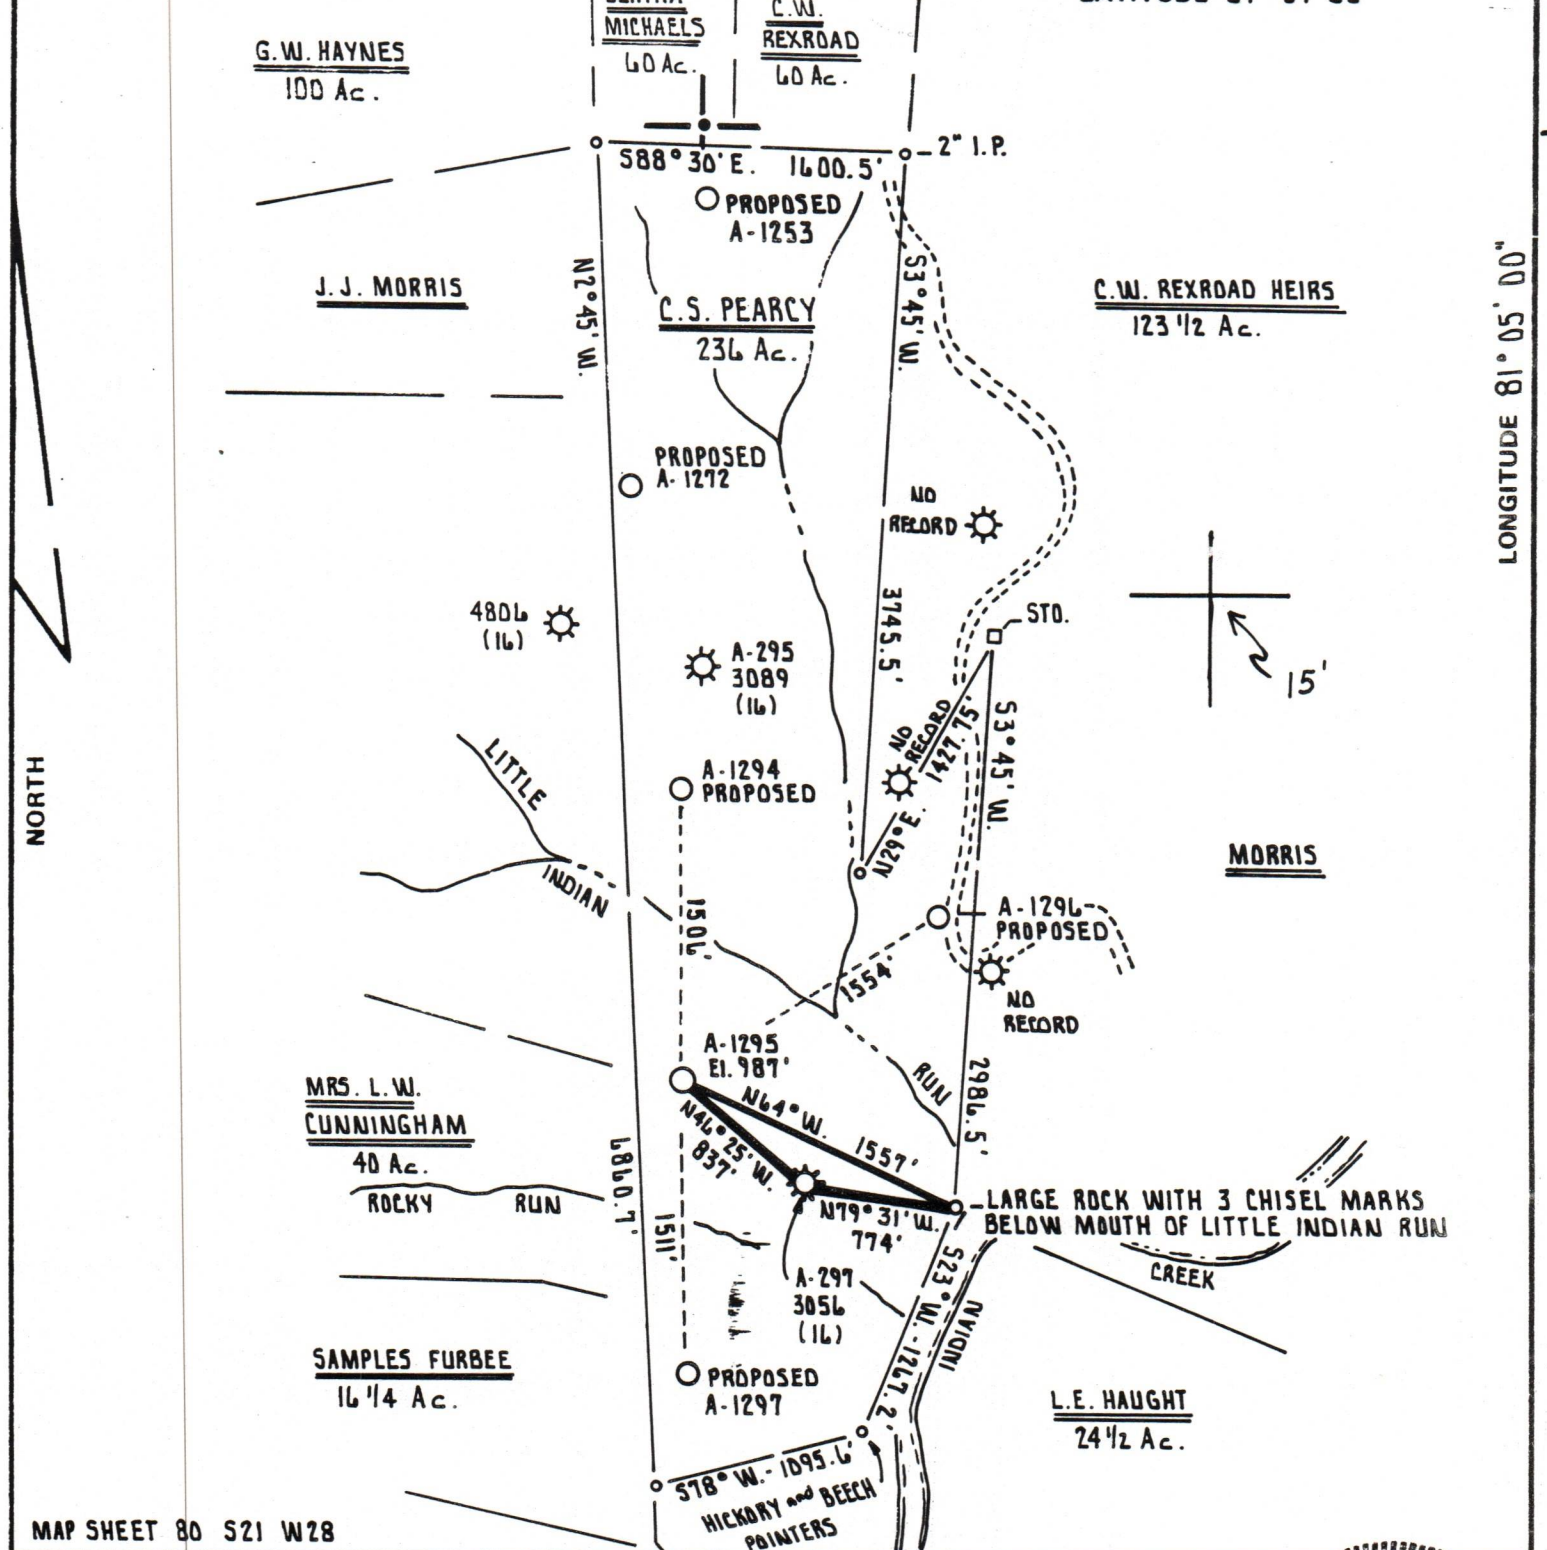 MICHAELS
60 Ac.
C.W.
REXROAD
60 Ac.
G.W. HAYNES
100 Ac.
2" I.P.
S88° 30' E. 1600.5'
PROPOSED
A-1253
J.J. MORRIS
N2° 45' W.
C.S. PEARCY
236 Ac.
S3° 45' W.
C.W. REXROAD HEIRS
123 1/2 Ac.
LONGITUDE 81° 05' 00"
PROPOSED
A-1272
NO
RECORD
4806
(16)
A-295
3089
(16)
3745.5'
STO.
15'
NO
RECORD
1427.75'
N29° E.
S3° 45' W.
NORTH
LITTLE
INDIAN
A-1294
PROPOSED
MORRIS
1506'
A-1296
PROPOSED
1554'
NO
RECORD
A-1295
El. 987'
RUN
2986.5'
MRS. L.W.
CUNNINGHAM
40 Ac.
N64° W. 1557'
N46° 25' W.
837'
6860.7'
ROCKY RUN
N79° 31' W.
774'
LARGE ROCK WITH 3 CHISEL MARKS
BELOW MOUTH OF LITTLE INDIAN RUN
1511'
A-297
3056
(16)
S23° W. - 1267.2'
INDIAN
CREEK
SAMPLES FURBEE
16 1/4 Ac.
PROPOSED
A-1297
L.E. HAUGHT
24 1/2 Ac.
S78° W. - 1095.6'
HICKORY and BEECH
POINTERS
MAP SHEET 80 S21 W28